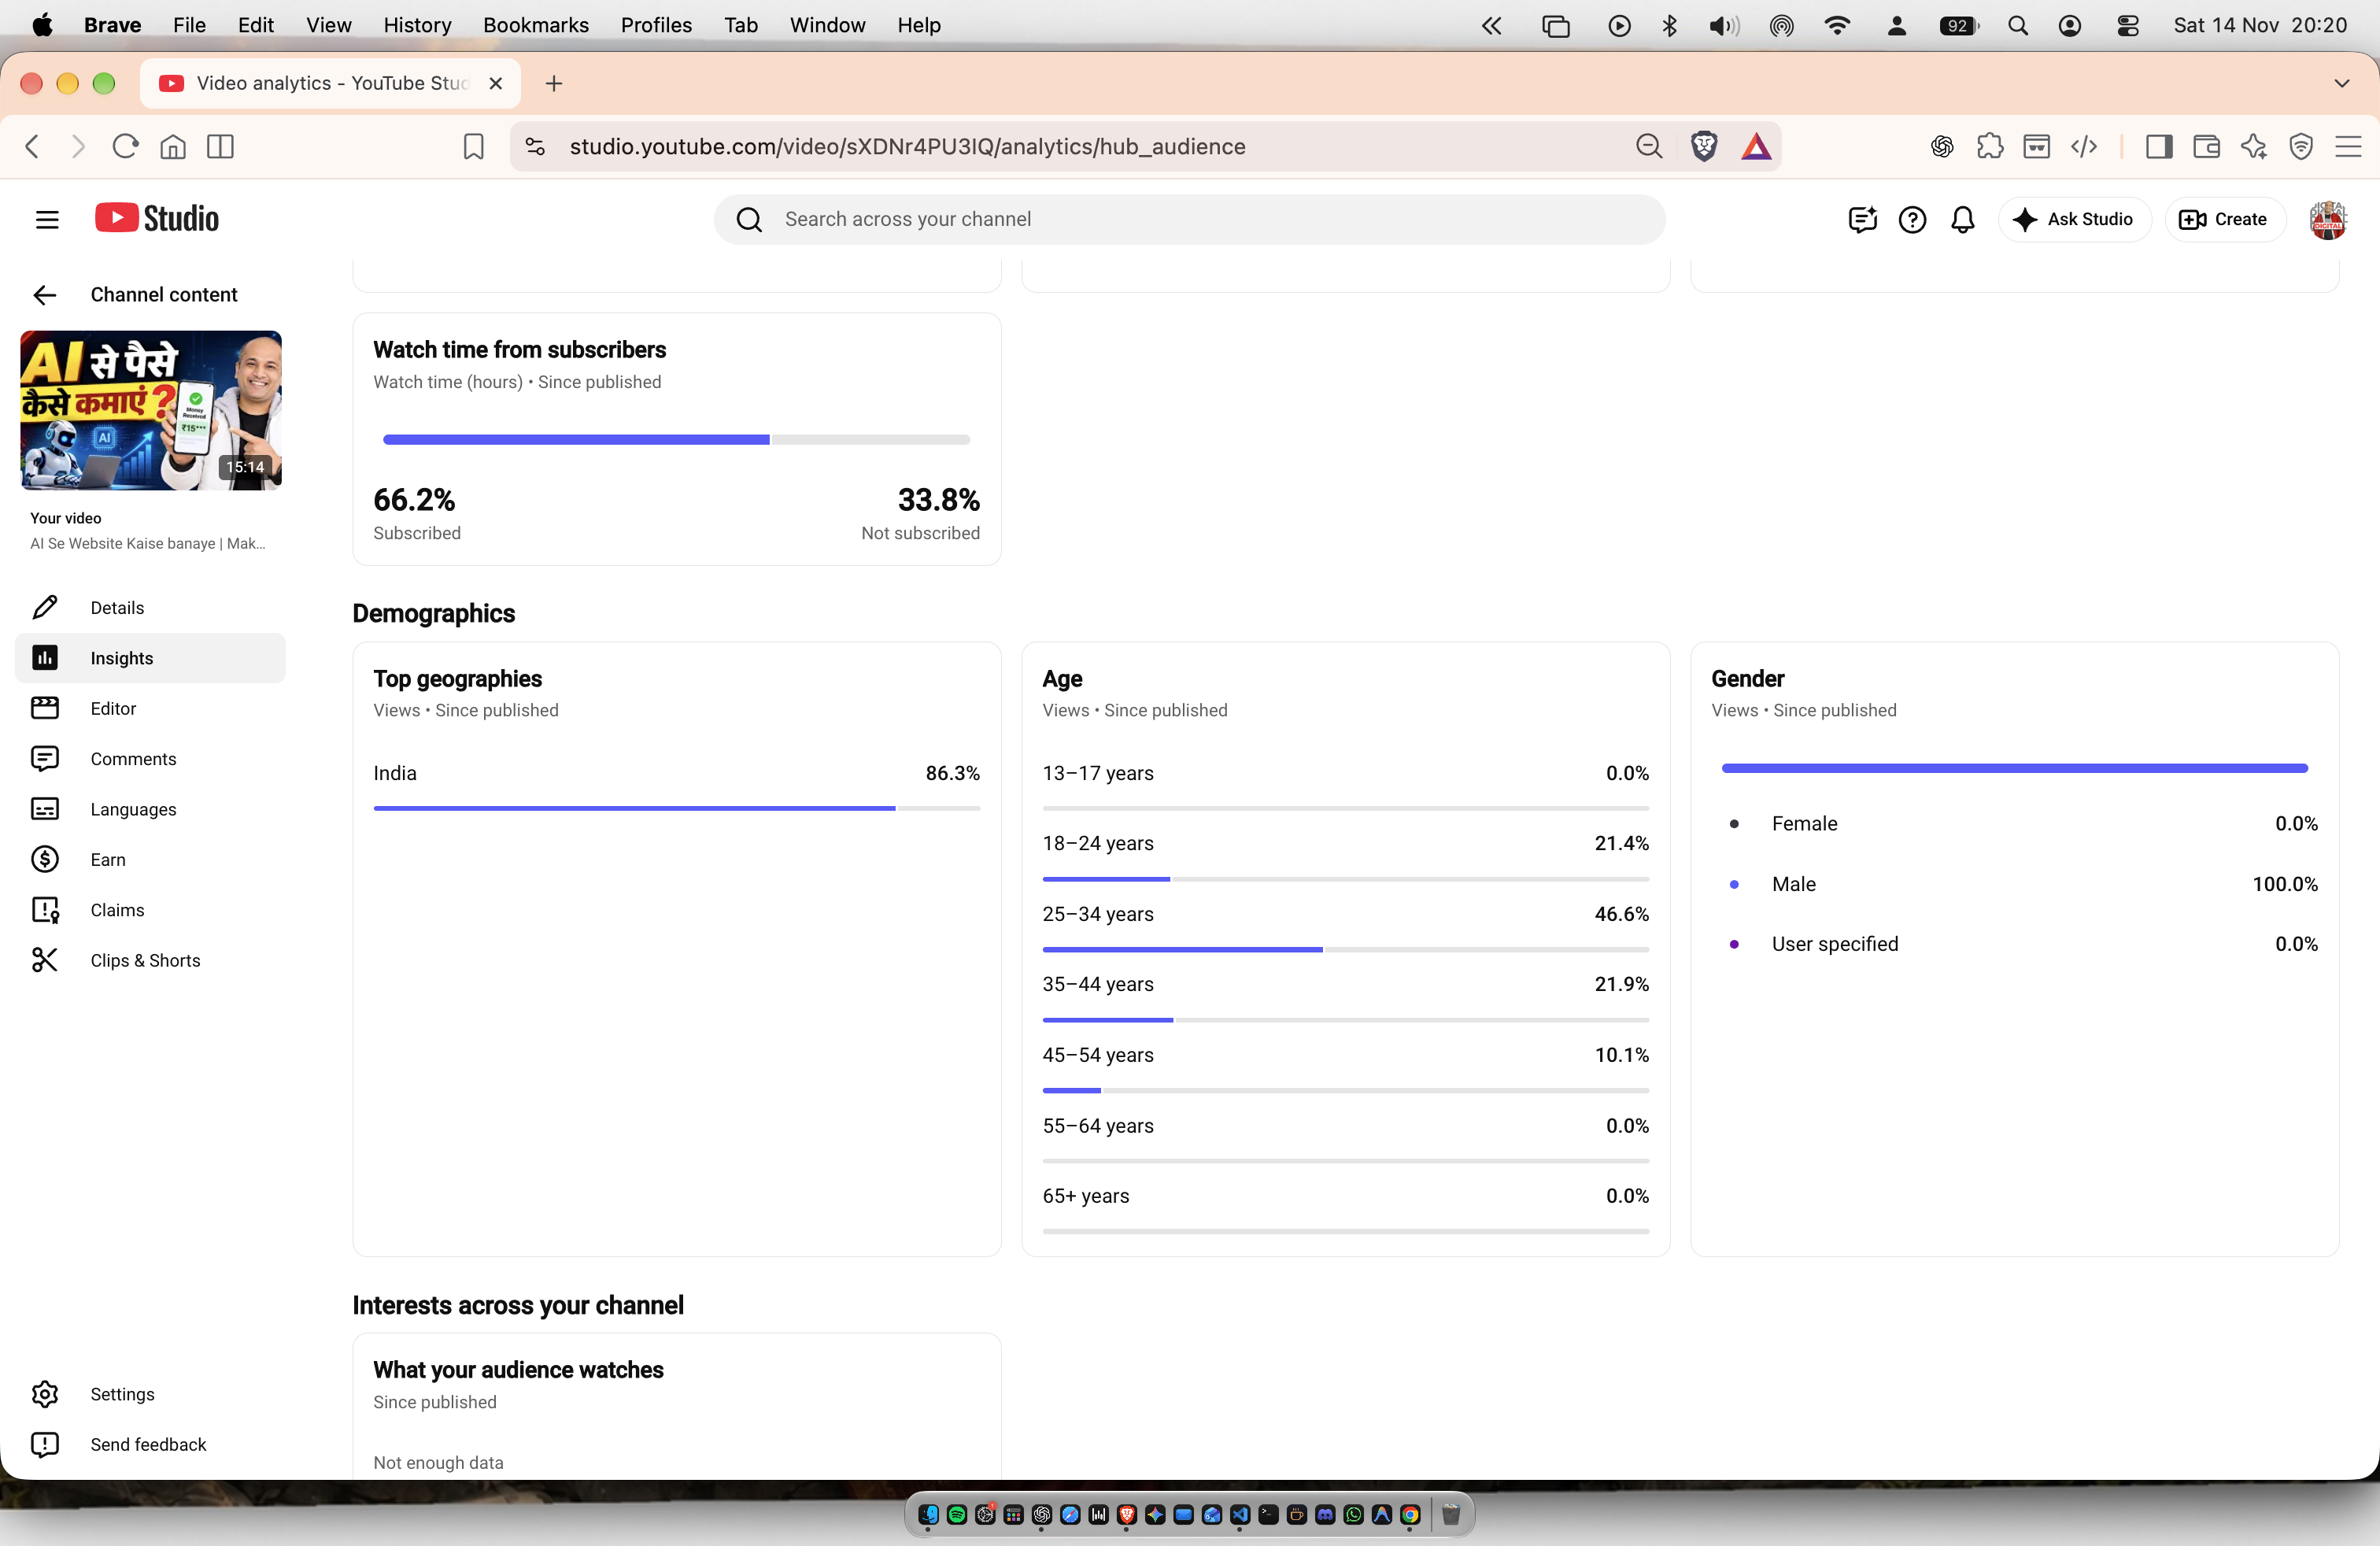 Brave File Edit View History Bookmarks Profiles Tab Window Help 92 Sat 14 Nov 20:20
Video analytics - YouTube Stud
studio.youtube.com/video/sXDNr4PU3IQ/analytics/hub_audience
Studio
Search across your channel
Ask Studio
Create
Channel content
AI से पैसे
कैसे कमाएं ?
Money
Received
₹15***
AI
15:14
Your video
AI Se Website Kaise banaye | Mak...
Details
Insights
Editor
Comments
Languages
Earn
Claims
Clips & Shorts
Settings
Send feedback
Watch time from subscribers
Watch time (hours) • Since published
66.2% 33.8%
Subscribed Not subscribed
Demographics
Top geographies
Views • Since published
India 86.3%
Age
Views • Since published
13–17 years 0.0%
18–24 years 21.4%
25–34 years 46.6%
35–44 years 21.9%
45–54 years 10.1%
55–64 years 0.0%
65+ years 0.0%
Gender
Views • Since published
Female 0.0%
Male 100.0%
User specified 0.0%
Interests across your channel
What your audience watches
Since published
Not enough data